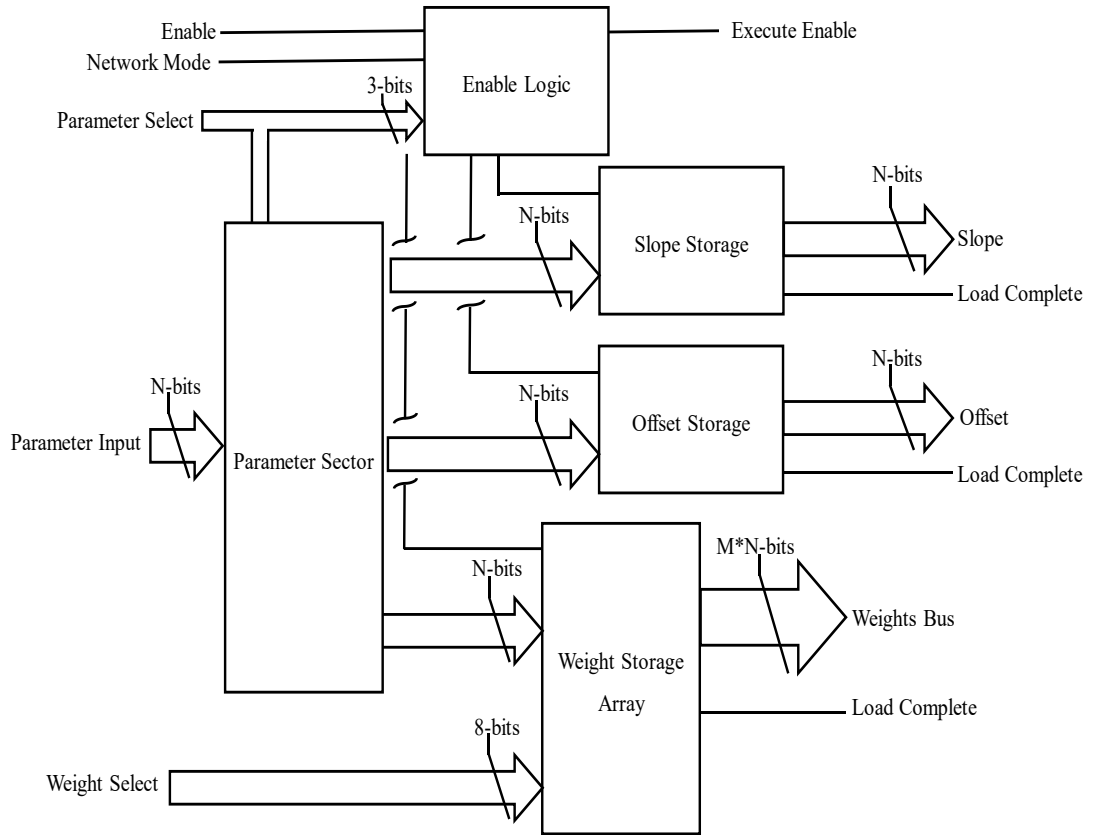 Enable
Execute Enable
Network Mode
3-bits
Enable Logic
Parameter Select
N-bits
N-bits
Slope Storage
Slope
Load Complete
N-bits
N-bits
N-bits
Offset Storage
Offset
Parameter Input
Parameter Sector
Load Complete
M*N-bits
N-bits
Weights Bus
Weight Storage
Array
Load Complete
8-bits
Weight Select